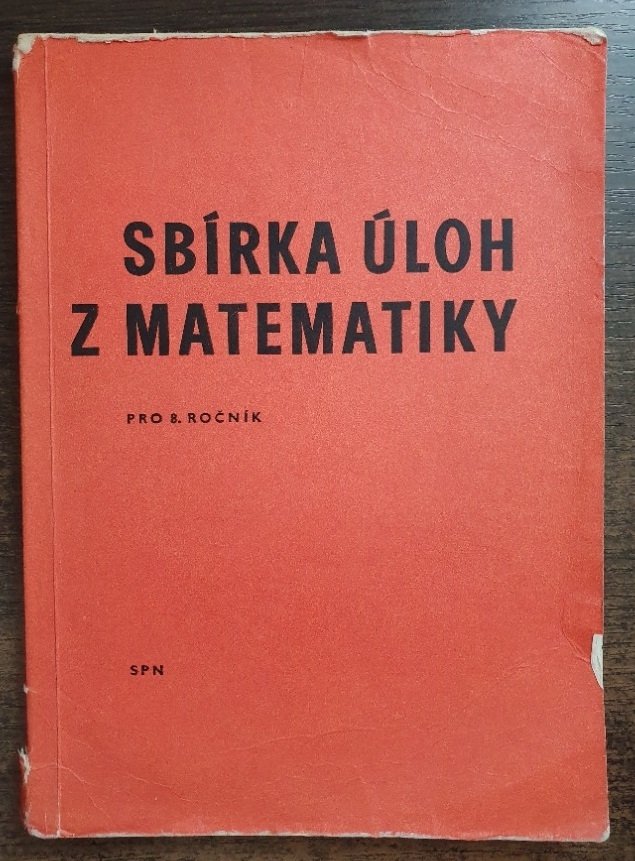 SBÍRKA ÚLOH
Z MATEMATIKY
PRO 8. ROČNÍK
SPN